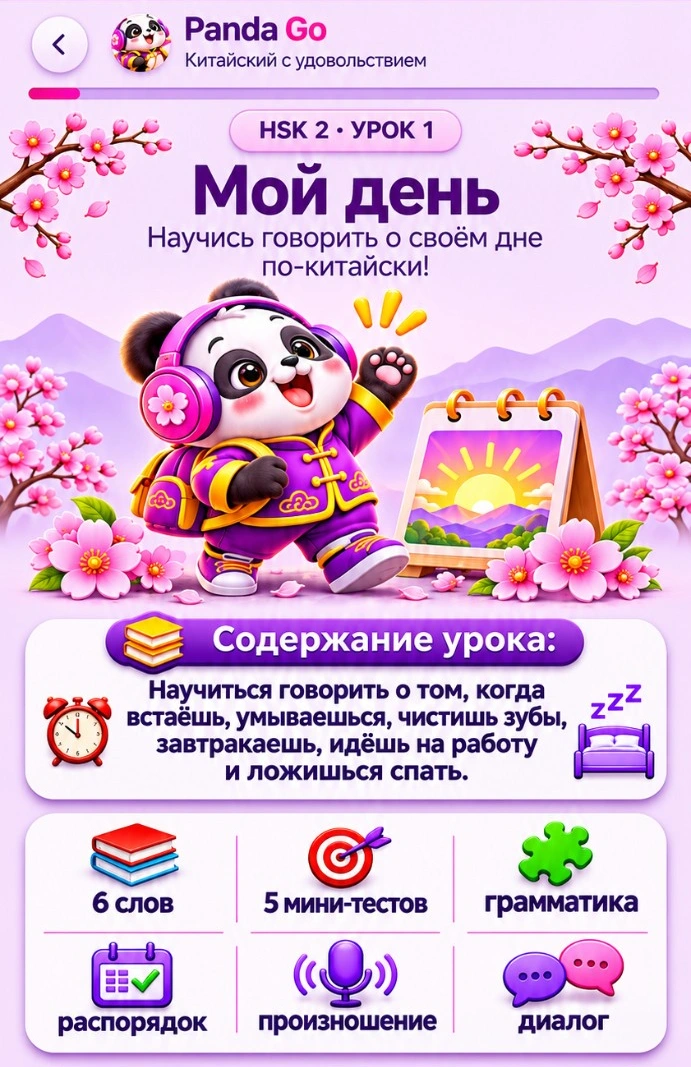 Panda Go
Китайский с удовольствием
HSK 2 • УРОК 1
Мой день
Научись говорить о своём дне
по-китайски!
Содержание урока:
Научиться говорить о том, когда
встаёшь, умываешься, чистишь зубы,
завтракаешь, идёшь на работу
и ложишься спать.
zzz
6 слов
5 мини-тестов
грамматика
распорядок
произношение
диалог